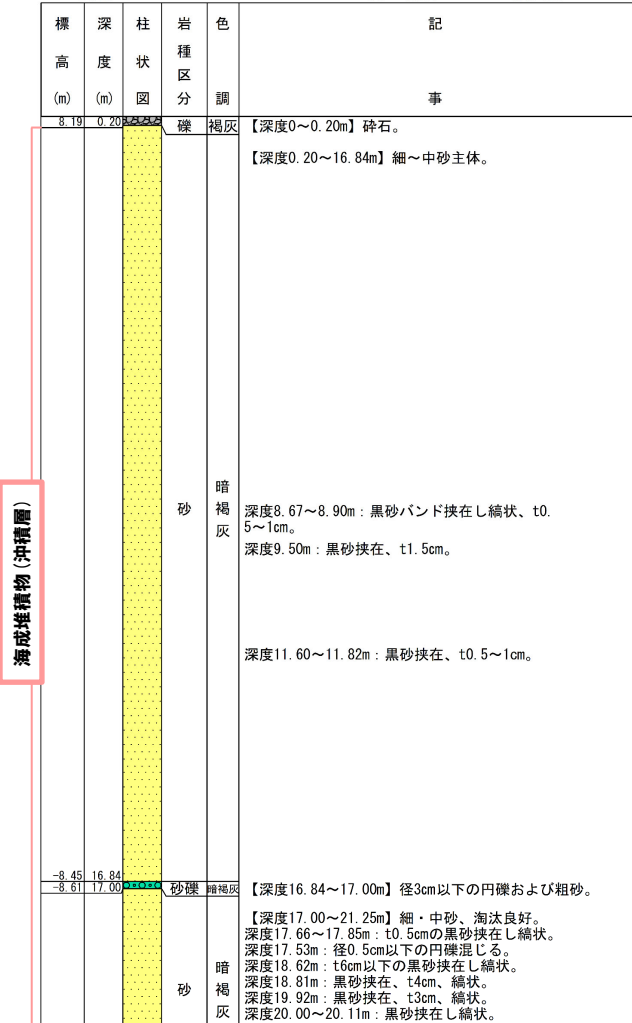 標高(m) 深度(m) 柱状図 岩種区分 色調 記事
8.19 0.20 礫 褐灰 【深度0～0.20m】砕石。
【深度0.20～16.84m】細～中砂主体。
海成堆積物(沖積層)
砂 暗褐灰 深度8.67～8.90m：黒砂バンド挟在し縞状、t0.
5～1cm。
深度9.50m：黒砂挟在、t1.5cm。
深度11.60～11.82m：黒砂挟在、t0.5～1cm。
-8.45 16.84
-8.61 17.00 砂礫 暗褐灰 【深度16.84～17.00m】径3cm以下の円礫および粗砂。
【深度17.00～21.25m】細・中砂、淘汰良好。
深度17.66～17.85m：t0.5cmの黒砂挟在し縞状。
深度17.53m：径0.5cm以下の円礫混じる。
深度18.62m：t6cm以下の黒砂挟在し縞状。
砂 暗褐灰 深度18.81m：黒砂挟在、t4cm、縞状。
深度19.92m：黒砂挟在、t3cm、縞状。
深度20.00～20.11m：黒砂挟在し縞状。